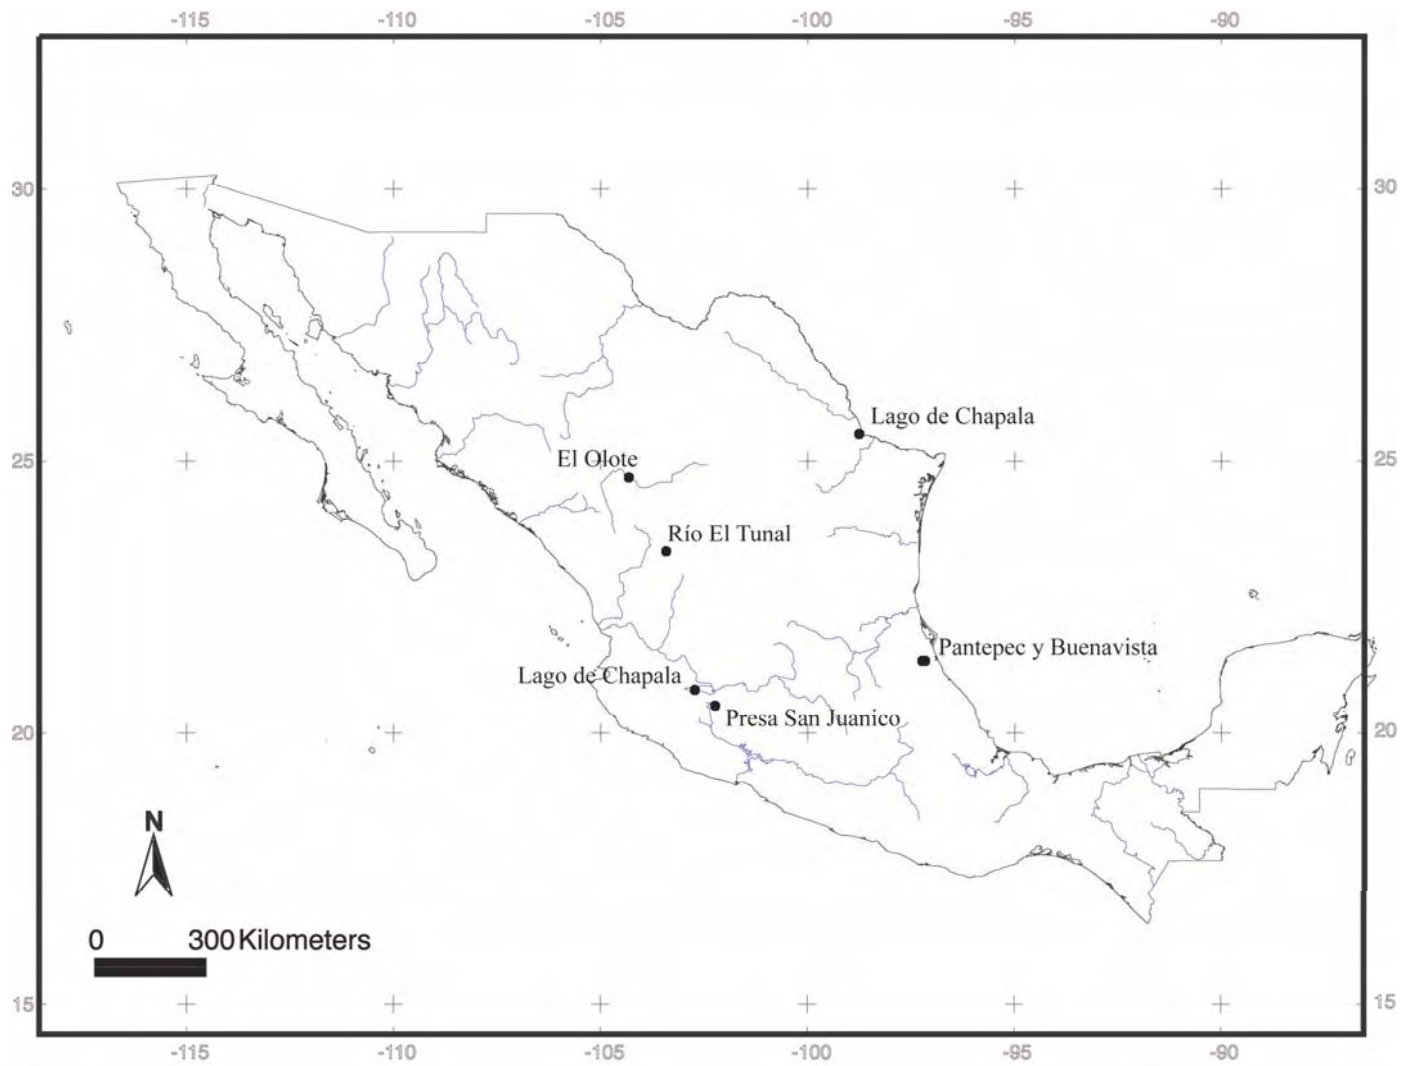 -115 -110 -105 -100 -95 -90
30 30
Lago de Chapala
El Olote
25 25
Río El Tunal
Pantepec y Buenavista
Lago de Chapala
Presa San Juanico
20 20
N
0 300 Kilometers
15 15
-115 -110 -105 -100 -95 -90